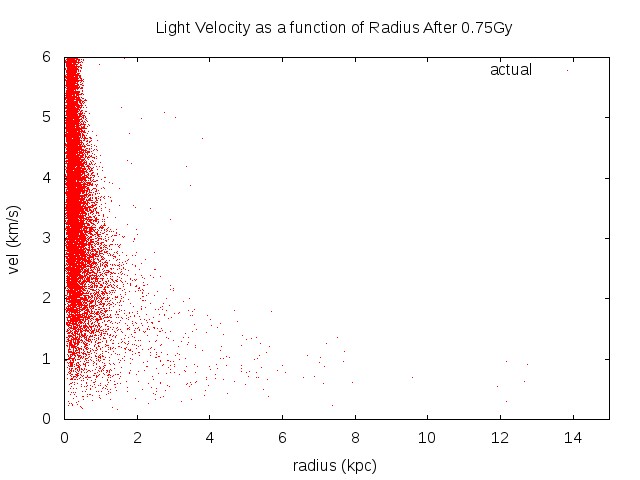 Light Velocity as a function of Radius After 0.75Gy
actual
6
5
4
3
2
1
0
vel (km/s)
0 2 4 6 8 10 12 14
radius (kpc)